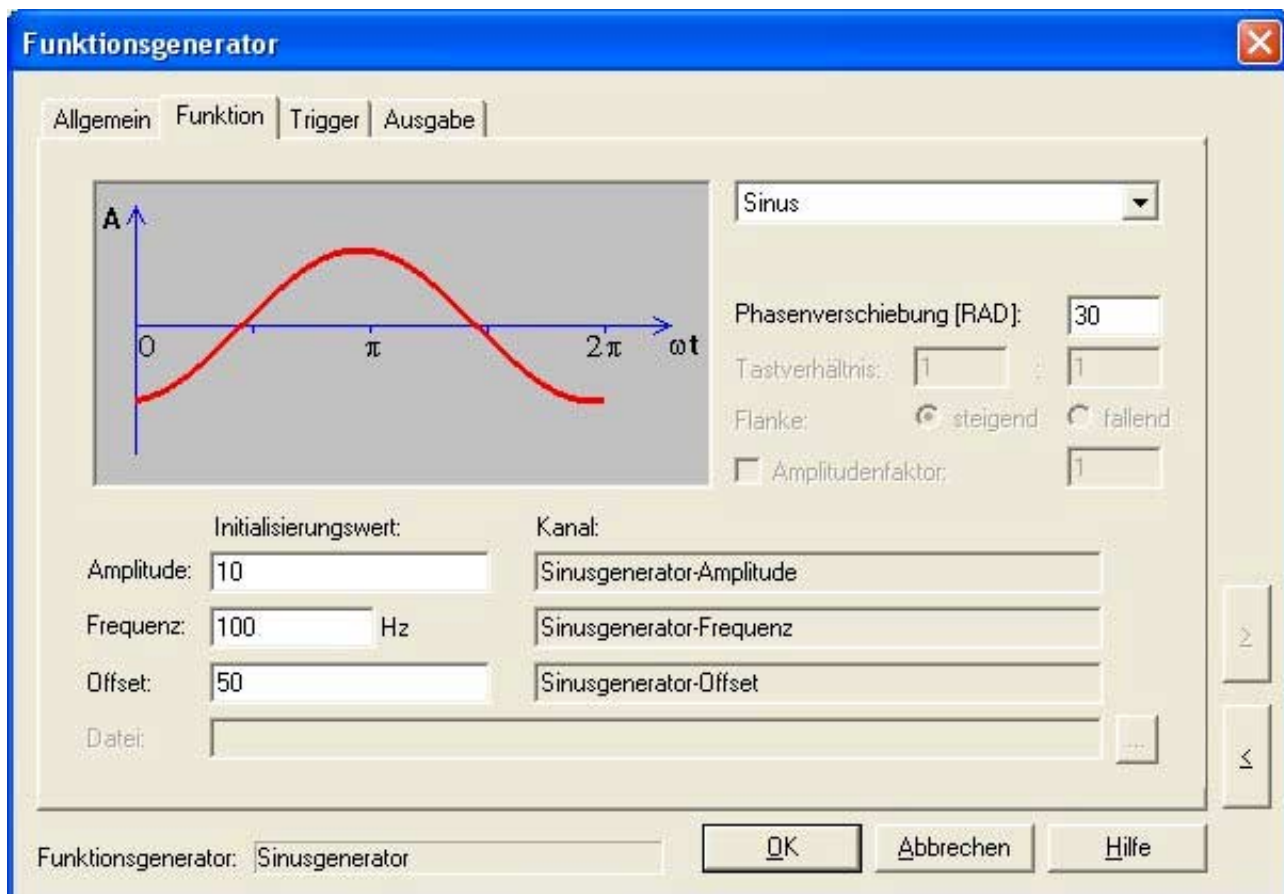 Funktionsgenerator
Allgemein Funktion Trigger Ausgabe
A
0 π 2π ωt
Sinus
Phasenverschiebung [RAD]: 30
Tastverhältnis: 1 : 1
Flanke: steigend fallend
Amplitudenfaktor: 1
Initialisierungswert: Kanal:
Amplitude: 10 Sinusgenerator-Amplitude
Frequenz: 100 Hz Sinusgenerator-Frequenz
Offset: 50 Sinusgenerator-Offset
Datei: ...
≥
≤
Funktionsgenerator: Sinusgenerator OK Abbrechen Hilfe